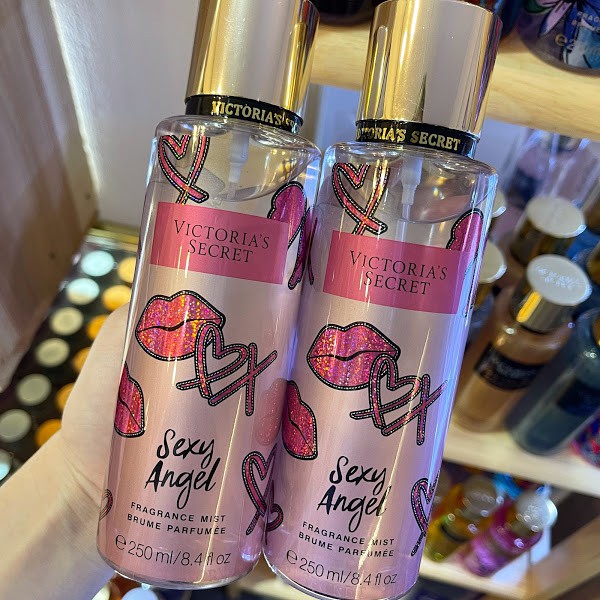 VICTORIA'S
VICTORIA'S
SECRET
Sexy
Angel
FRAGRANCE MIST
BRUME PARFUMÉE
e 250 ml/8.4 fl oz
VICTORIA'S SECRET
VICTORIA'S
SECRET
Sexy
Angel
FRAGRANCE MIST
BRUME PARFUMÉE
e 250 ml/8.4 fl oz